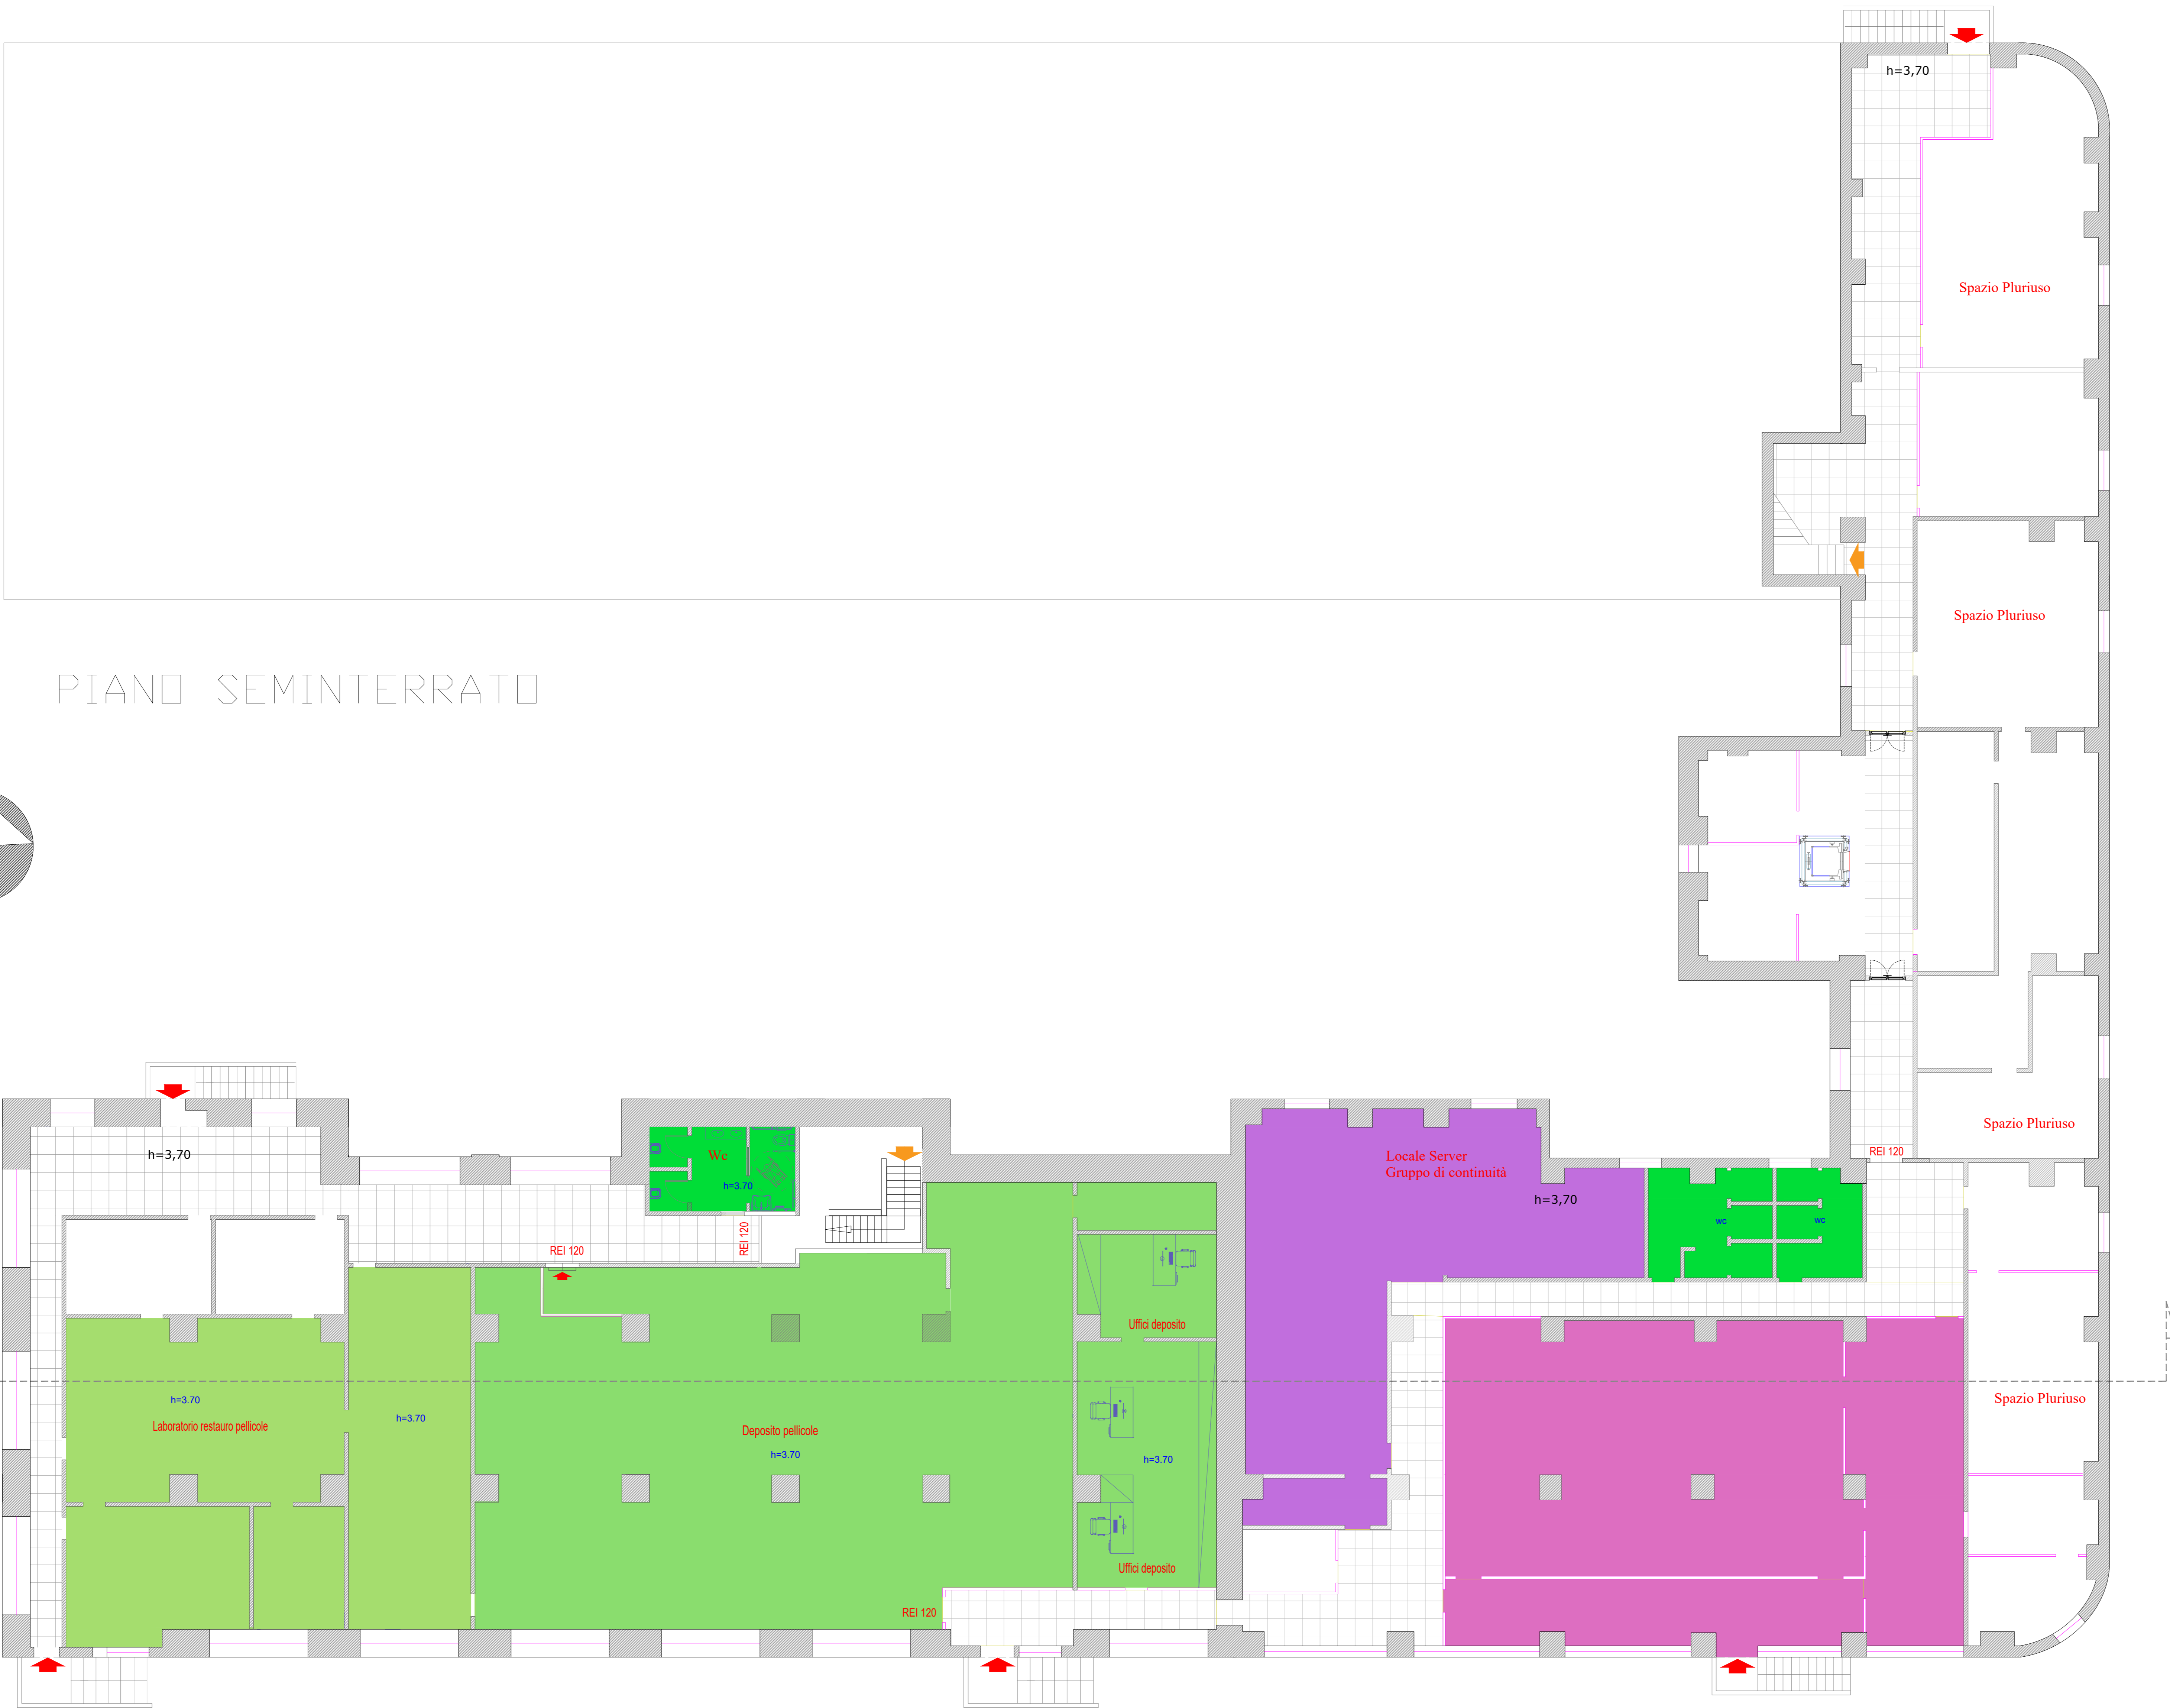 h=3,70
Spazio Pluriuso
Spazio Pluriuso
PIANO SEMINTERRATO
Spazio Pluriuso
REI 120
h=3,70
Wc
h=3.70
Locale Server
Gruppo di continuità
h=3,70
WC
WC
REI 120
REI 120
Uffici deposito
h=3.70
Laboratorio restauro pellicole
h=3.70
Deposito pellicole
h=3.70
h=3.70
Spazio Pluriuso
Uffici deposito
REI 120